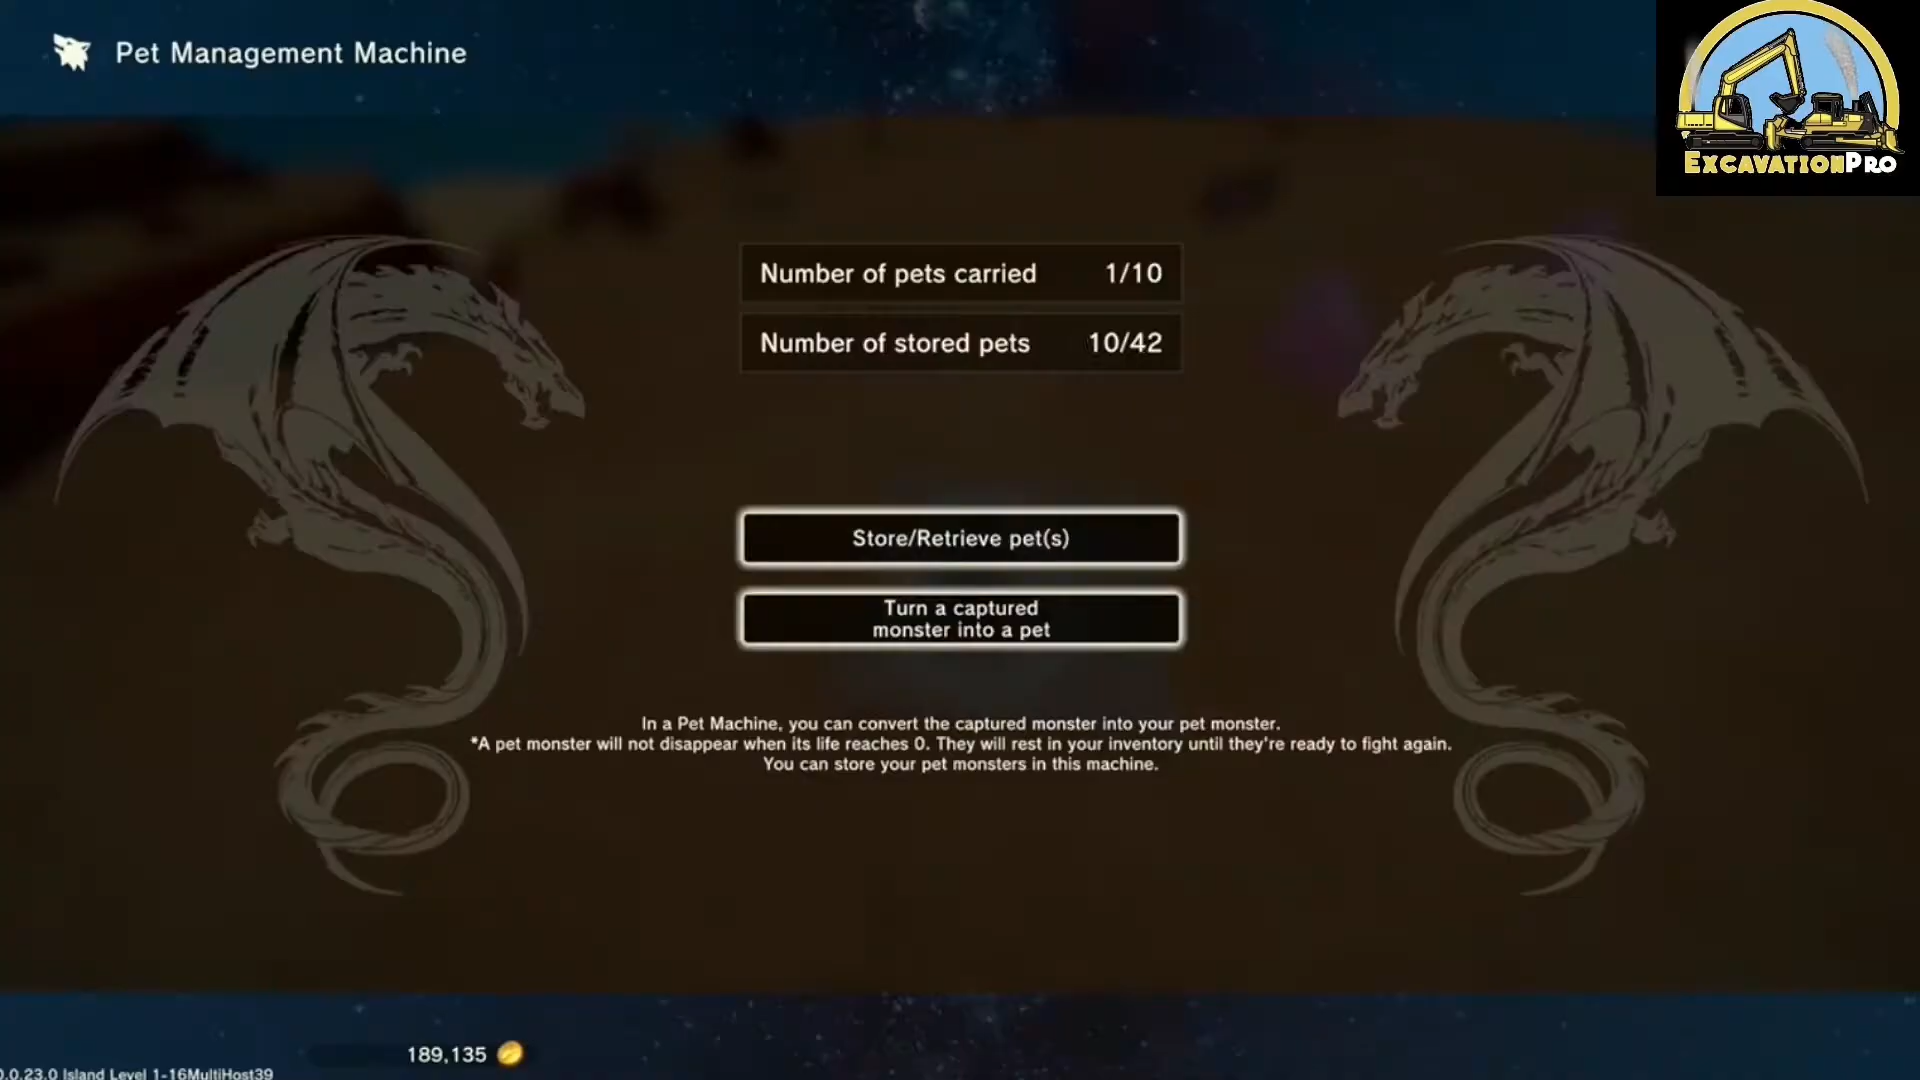 Pet Management Machine
EXCAVATIONPRO
Number of pets carried 1/10
Number of stored pets 10/42
Store/Retrieve pet(s)
Turn a captured
monster into a pet
In a Pet Machine, you can convert the captured monster into your pet monster.
*A pet monster will not disappear when its life reaches 0. They will rest in your inventory until they're ready to fight again.
You can store your pet monsters in this machine.
189,135
0.0.23.0 Island Level 1-16MultiHost39